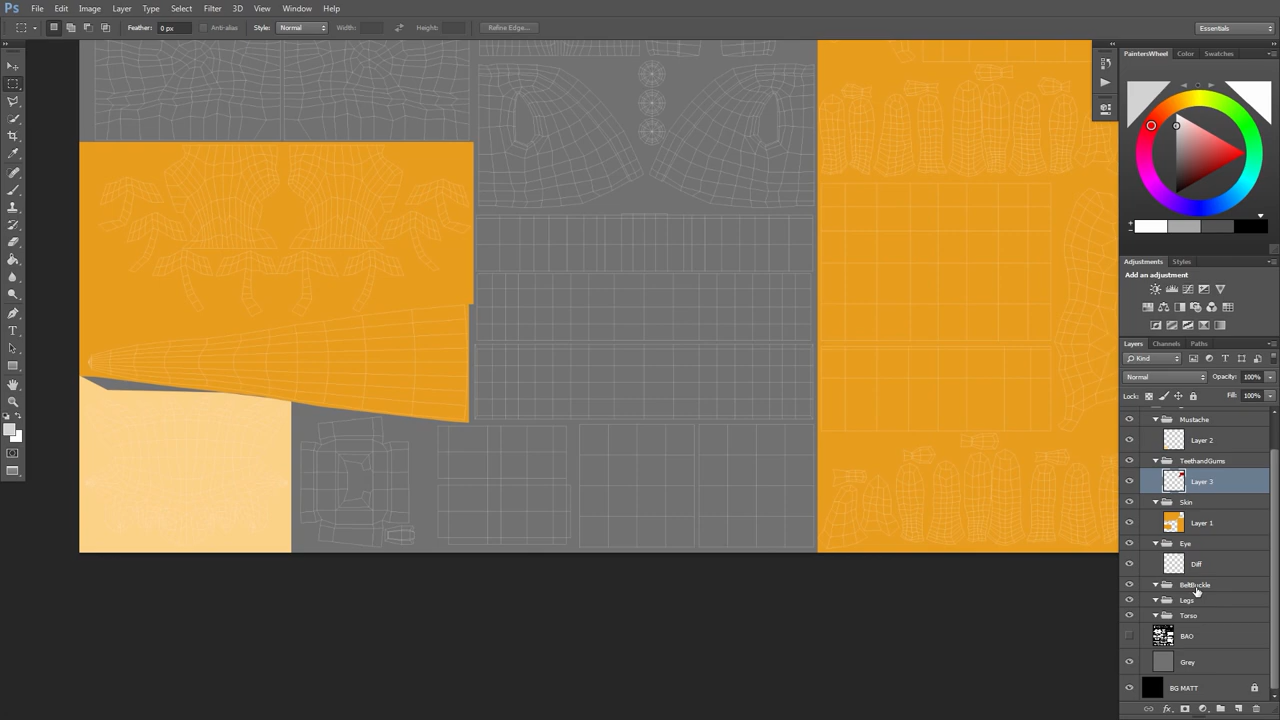 Ps File Edit Image Layer Type Select Filter 3D View Window Help
Feather: 0 px Anti-alias Style: Normal Width: Height: Refine Edge... Essentials
PaintersWheel Color Swatches
Adjustments Styles
Add an adjustment
Layers Channels Paths
Kind
Normal Opacity: 100%
Lock: Fill: 100%
Mustache
Layer 2
TeethandGums
Layer 3
Skin
Layer 1
Eye
Diff
BeltBuckle
Legs
Torso
BAO
Grey
BG MATT